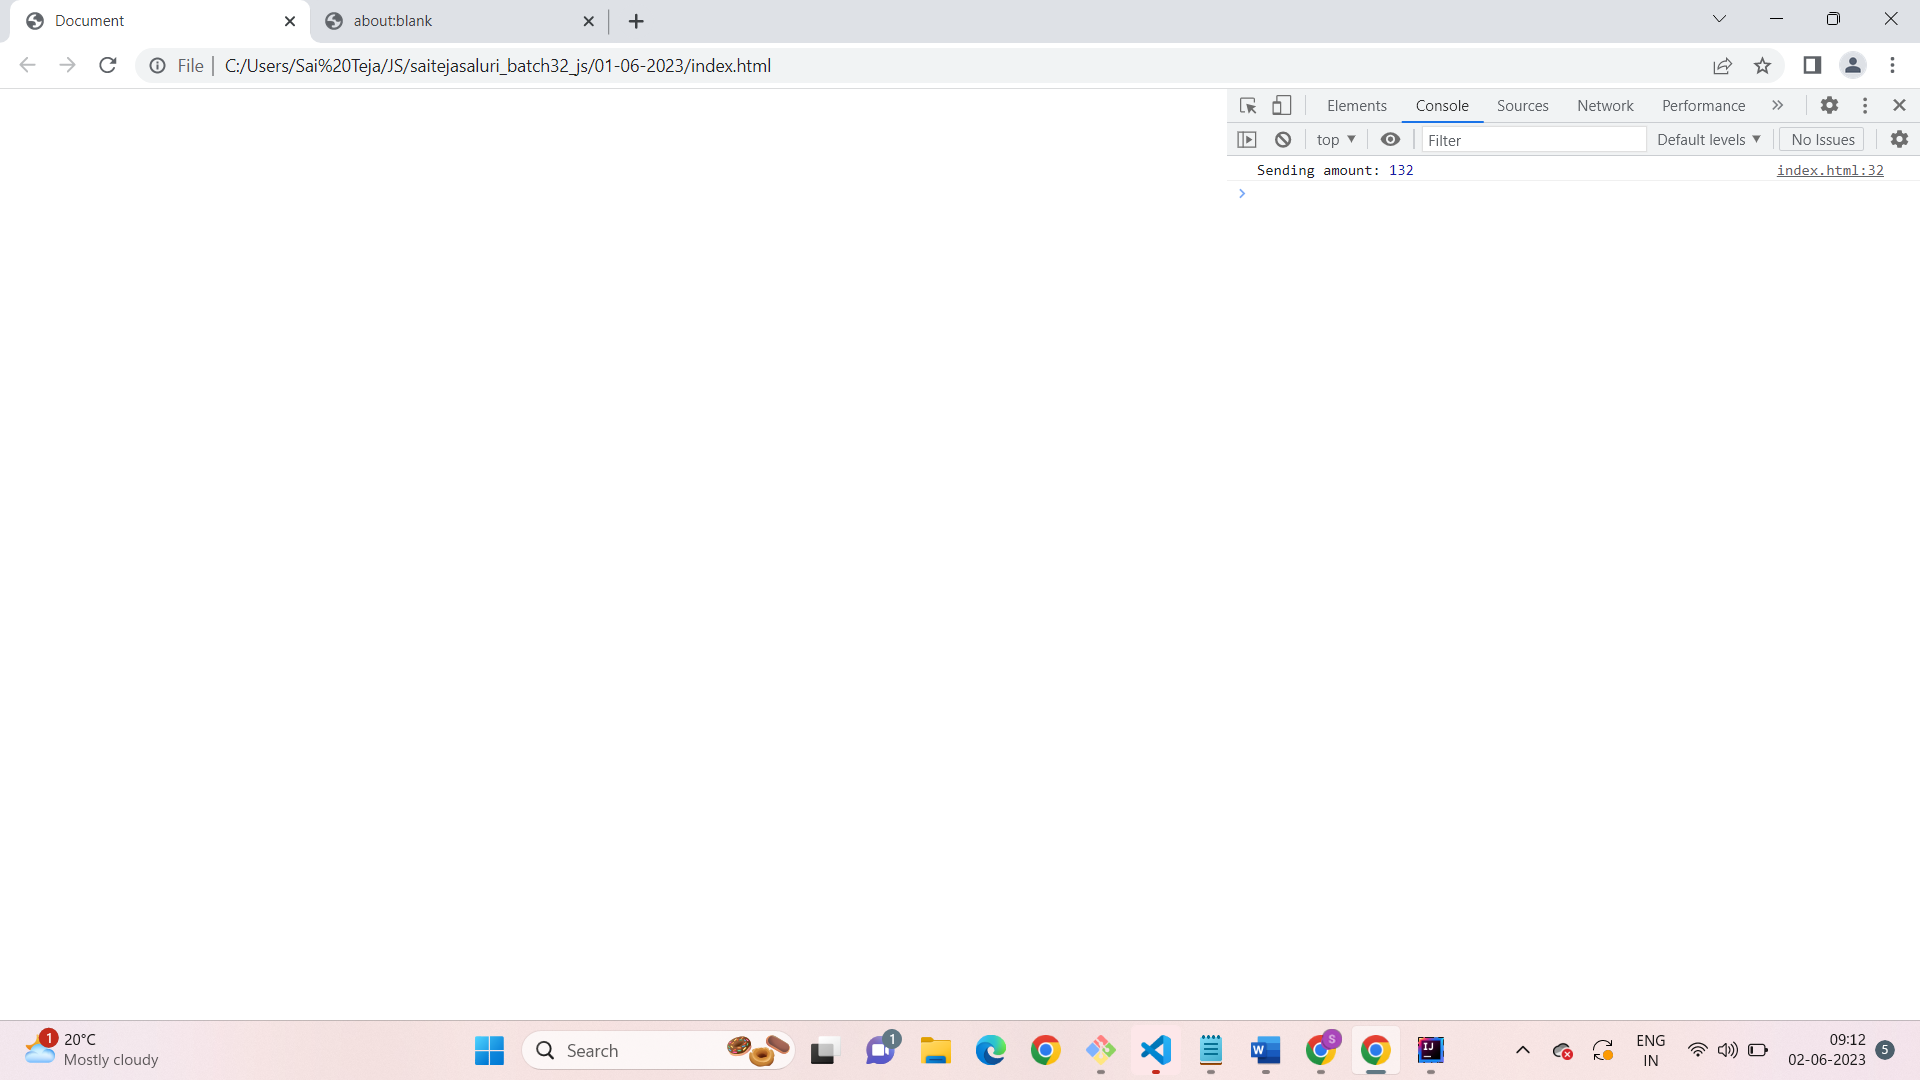 Document
about:blank
File
C:/Users/Sai%20Teja/JS/saitejasaluri_batch32_js/01-06-2023/index.html
Elements
Console
Sources
Network
Performance
top
Filter
Default levels
No Issues
Sending amount: 132
index.html:32
1
20°C
Mostly cloudy
Search
1
W
S
IJ
ENG
IN
09:12
02-06-2023
5